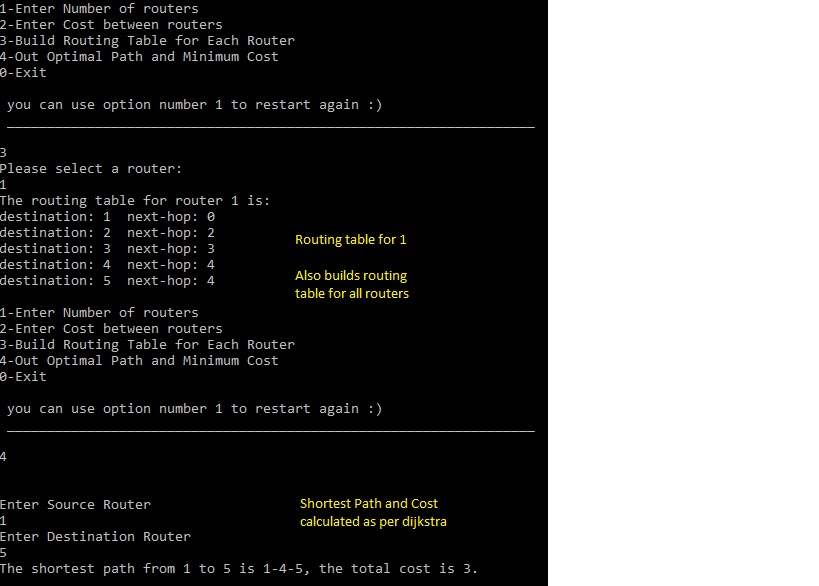 1-Enter Number of routers
2-Enter Cost between routers
3-Build Routing Table for Each Router
4-Out Optimal Path and Minimum Cost
0-Exit
you can use option number 1 to restart again :)
__________________________________________________________________
3
Please select a router:
1
The routing table for router 1 is:
destination: 1  next-hop: 0
destination: 2  next-hop: 2
destination: 3  next-hop: 3
destination: 4  next-hop: 4
destination: 5  next-hop: 4
Routing table for 1
Also builds routing
table for all routers
1-Enter Number of routers
2-Enter Cost between routers
3-Build Routing Table for Each Router
4-Out Optimal Path and Minimum Cost
0-Exit
you can use option number 1 to restart again :)
__________________________________________________________________
4
Enter Source Router
1
Enter Destination Router
5
Shortest Path and Cost
calculated as per dijkstra
The shortest path from 1 to 5 is 1-4-5, the total cost is 3.